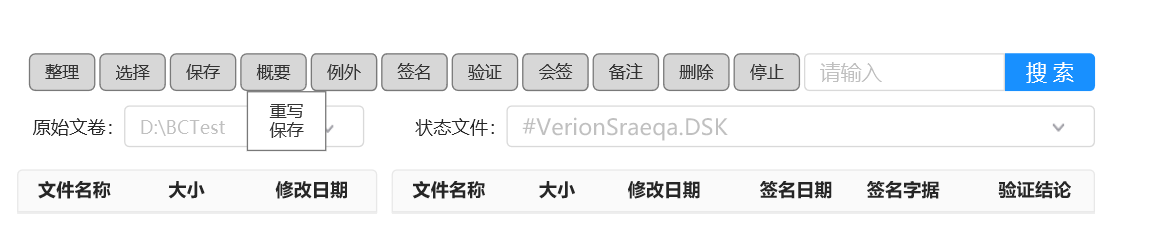 整理 选择 保存 概要 例外 签名 验证 会签 备注 删除 停止 请输入 搜索
重写
保存
原始文卷: D:\BCTest 状态文件: #VerionSraeqa.DSK
文件名称 大小 修改日期 文件名称 大小 修改日期 签名日期 签名字据 验证结论